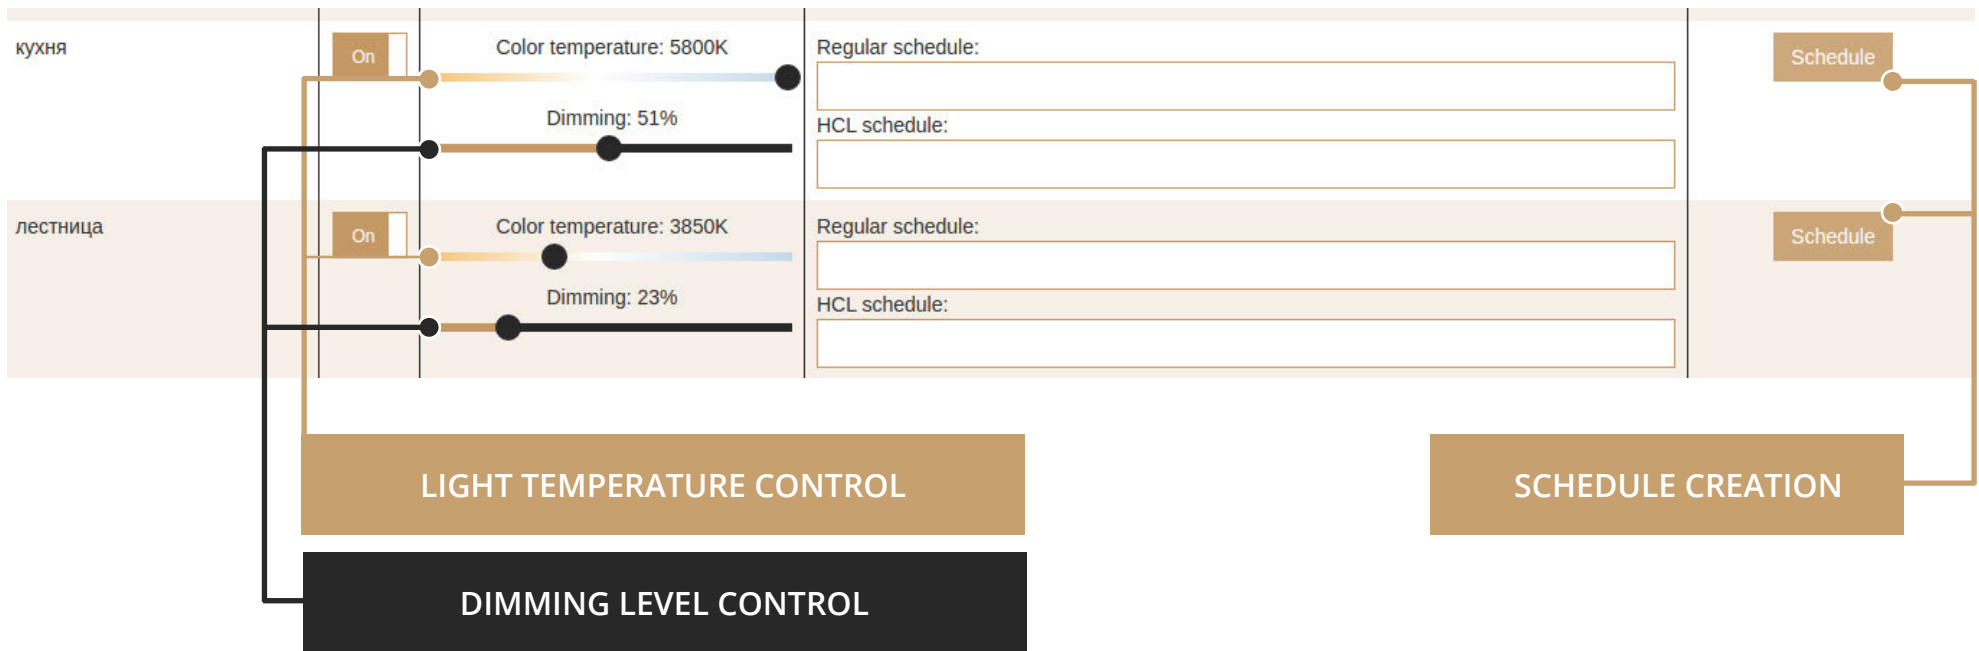 кухня
On
Color temperature: 5800K
Dimming: 51%
Regular schedule:
HCL schedule:
Schedule
лестница
On
Color temperature: 3850K
Dimming: 23%
Regular schedule:
HCL schedule:
Schedule
LIGHT TEMPERATURE CONTROL
SCHEDULE CREATION
DIMMING LEVEL CONTROL